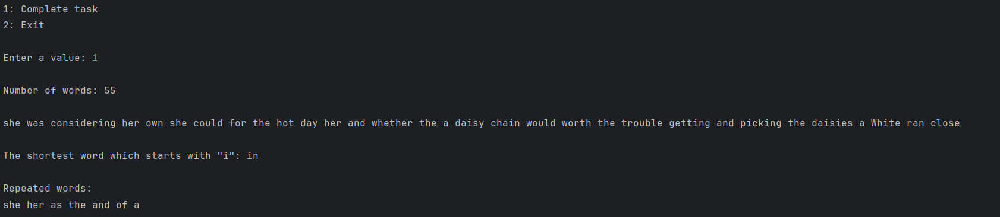 1: Complete task
2: Exit
Enter a value: 1
Number of words: 55
she was considering her own she could for the hot day her and whether the a daisy chain would worth the trouble getting and picking the daisies a White ran close
The shortest word which starts with "i": in
Repeated words:
she her as the and of a